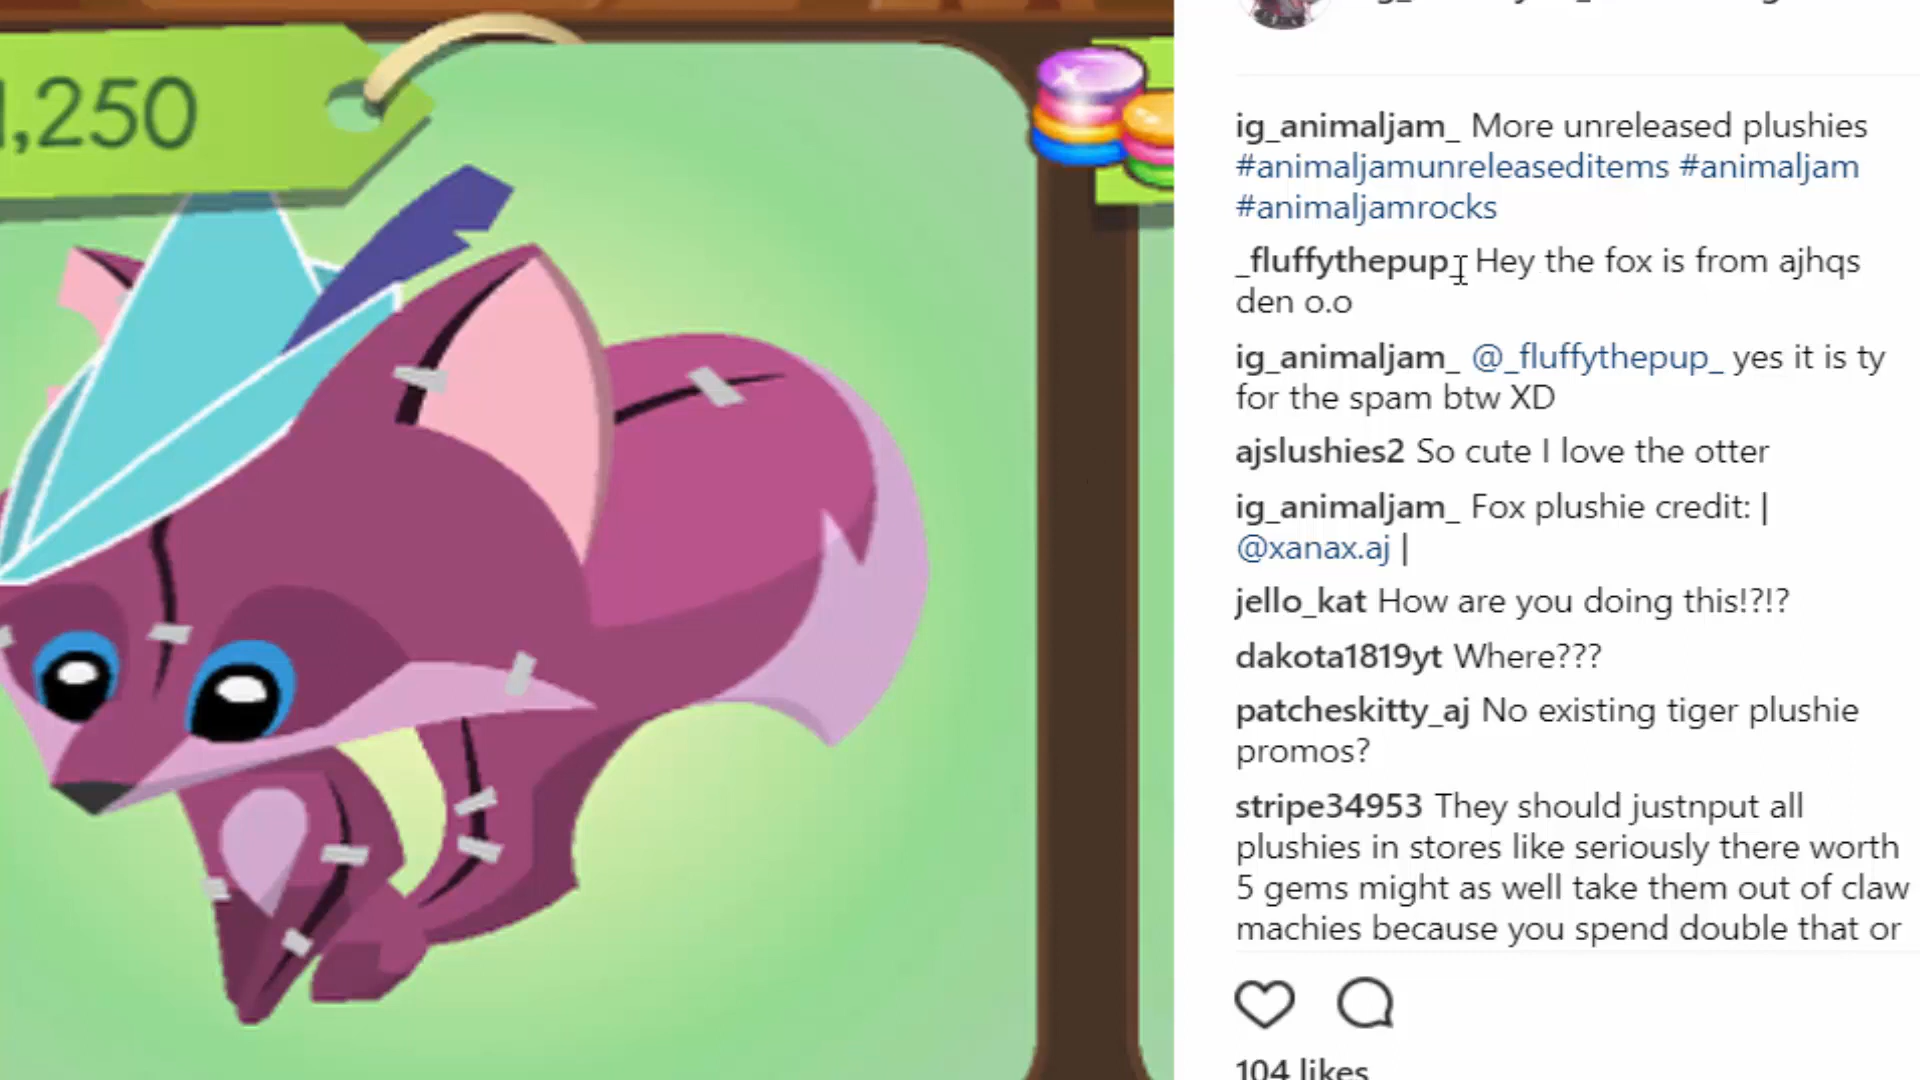 ,250
ig_animaljam_ More unreleased plushies
#animaljamunreleaseditems #animaljam
#animaljamrocks
_fluffythepup_ Hey the fox is from ajhqs
den o.o
ig_animaljam_ @_fluffythepup_ yes it is ty
for the spam btw XD
ajslushies2 So cute I love the otter
ig_animaljam_ Fox plushie credit: |
@xanax.aj |
jello_kat How are you doing this!?!?
dakota1819yt Where???
patcheskitty_aj No existing tiger plushie
promos?
stripe34953 They should justnput all
plushies in stores like seriously there worth
5 gems might as well take them out of claw
machies because you spend double that or
104 likes